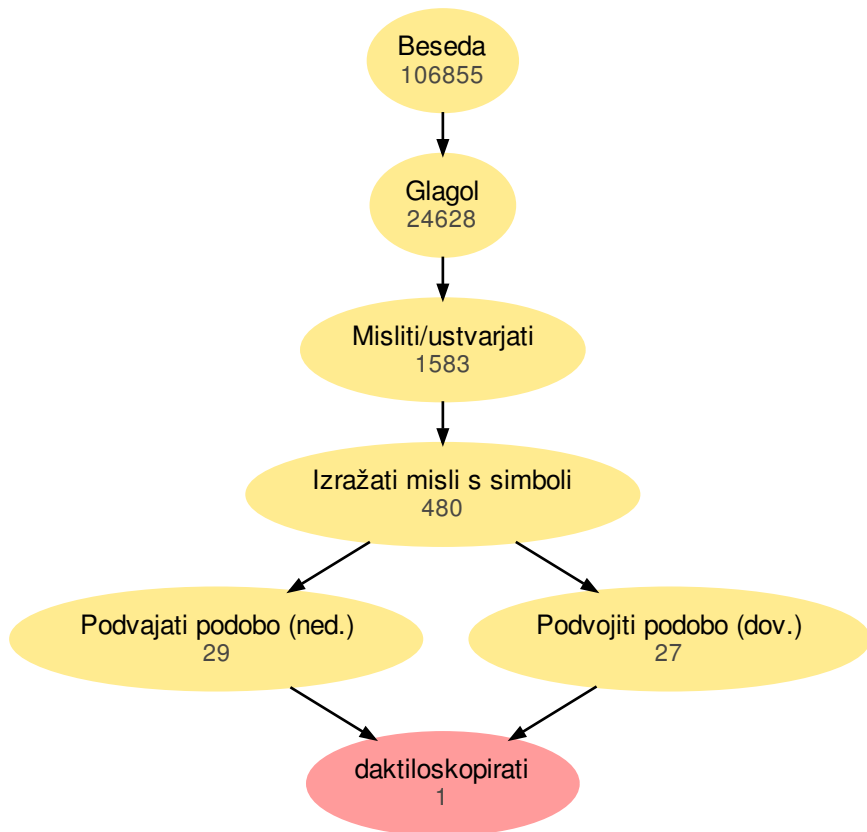 Beseda
106855
Glagol
24628
Misliti/ustvarjati
1583
Izražati misli s simboli
480
Podvajati podobo (ned.)
29
Podvojiti podobo (dov.)
27
daktiloskopirati
1